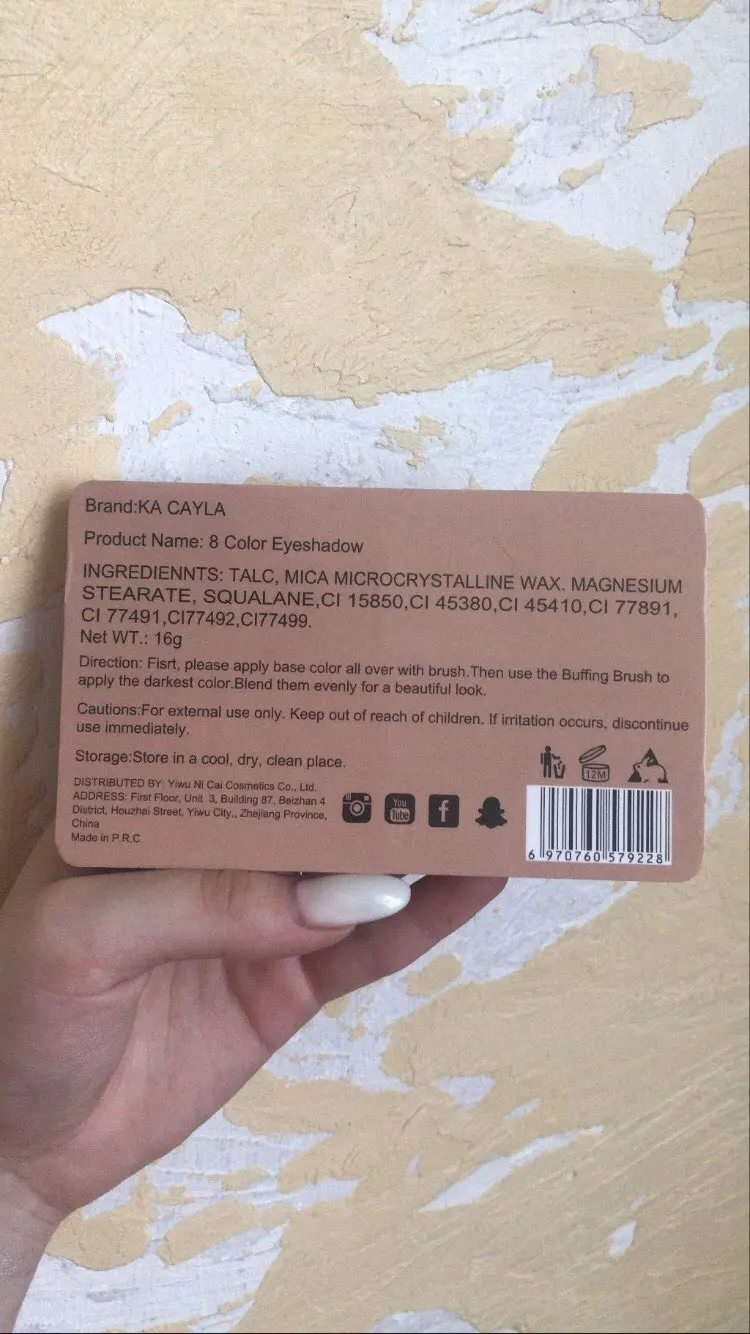 Brand:KA CAYLA
Product Name: 8 Color Eyeshadow
INGREDIENNTS: TALC, MICA MICROCRYSTALLINE WAX. MAGNESIUM
STEARATE, SQUALANE,CI 15850,CI 45380,CI 45410,CI 77891,
CI 77491,CI77492,CI77499.
Net WT.: 16g
Direction: Fisrt, please apply base color all over with brush.Then use the Buffing Brush to
apply the darkest color.Blend them evenly for a beautiful look.
Cautions:For external use only. Keep out of reach of children. If irritation occurs, discontinue
use immediately.
Storage:Store in a cool, dry, clean place.
12M
DISTRIBUTED BY: Yiwu Ni Cai Cosmetics Co., Ltd.
ADDRESS: First Floor, Unit 3, Building 87, Beizhan 4
District, Houzhai Street, Yiwu City,, Zhejiang Province,
China
Made in P.R.C
You
Tube
f
6 970760 579228